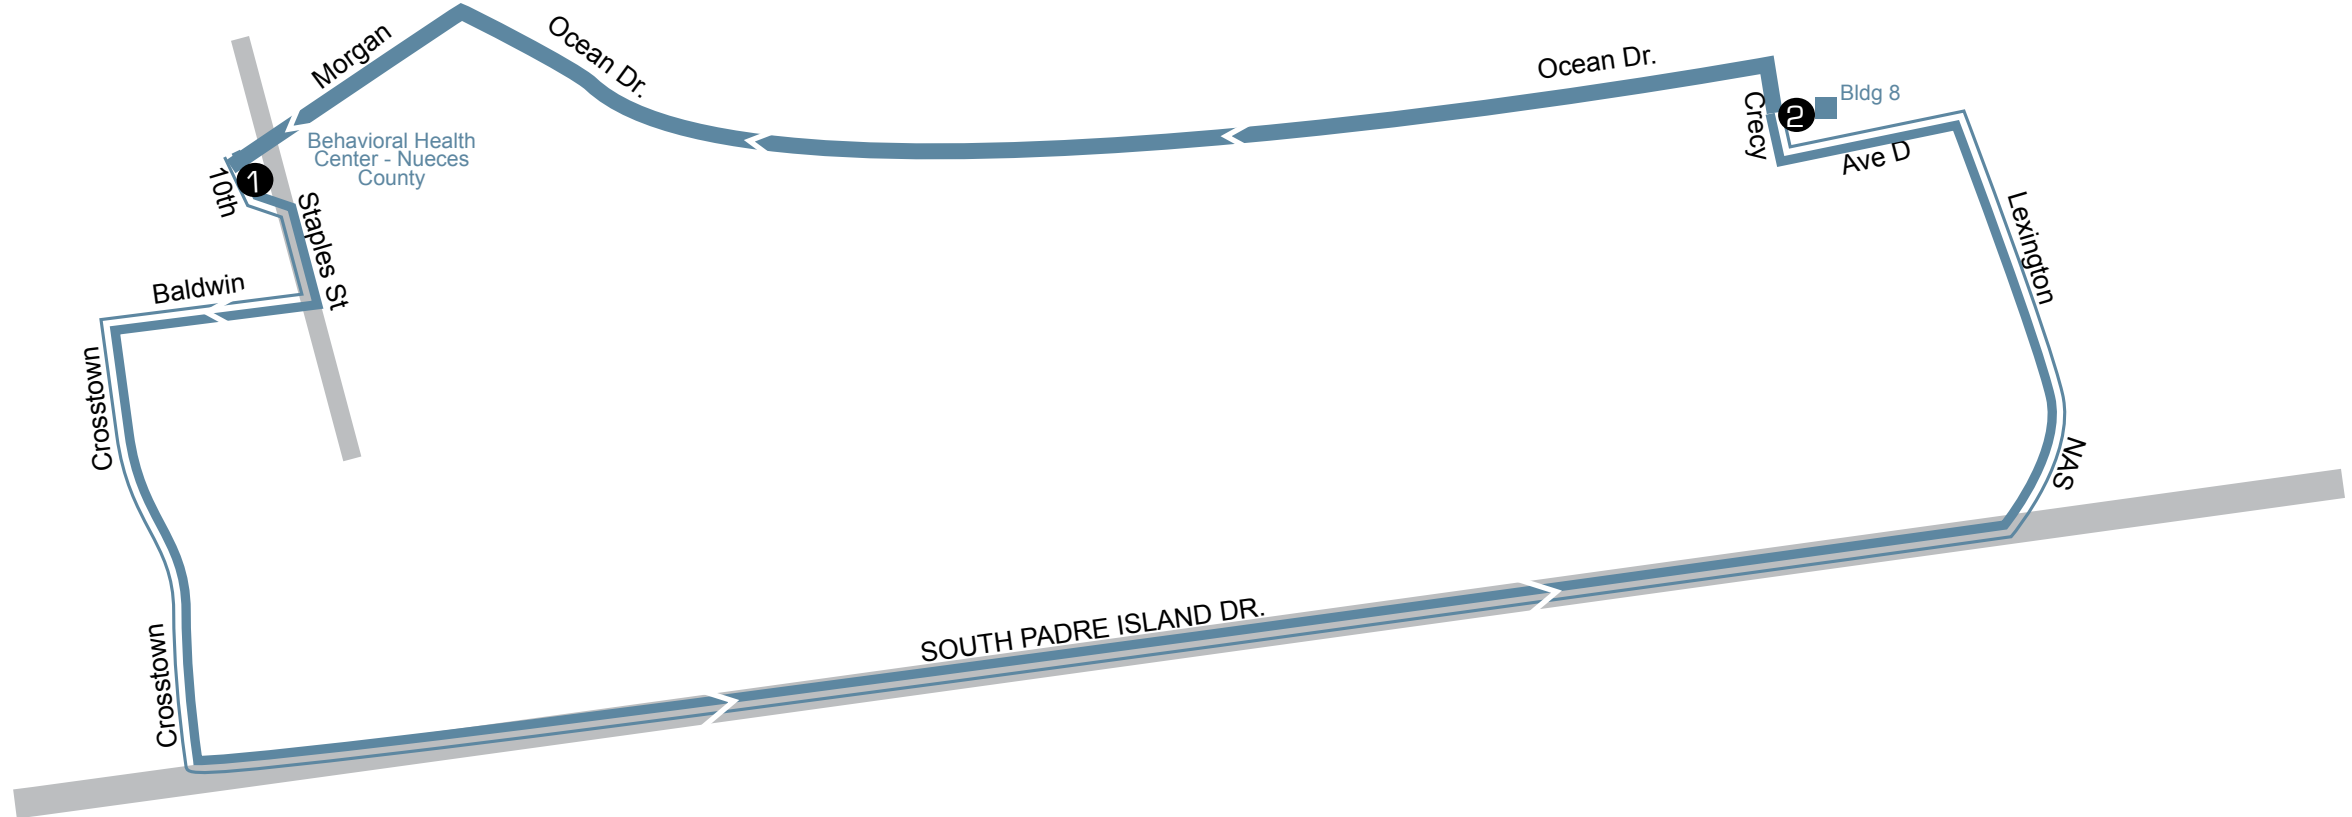 Morgan
Ocean Dr.
Ocean Dr.
Bldg 8
Crecy
2
Ave D
Behavioral Health
Center - Nueces
County
1
10th
Staples St
Lexington
Baldwin
Crosstown
NAS
SOUTH PADRE ISLAND DR.
Crosstown